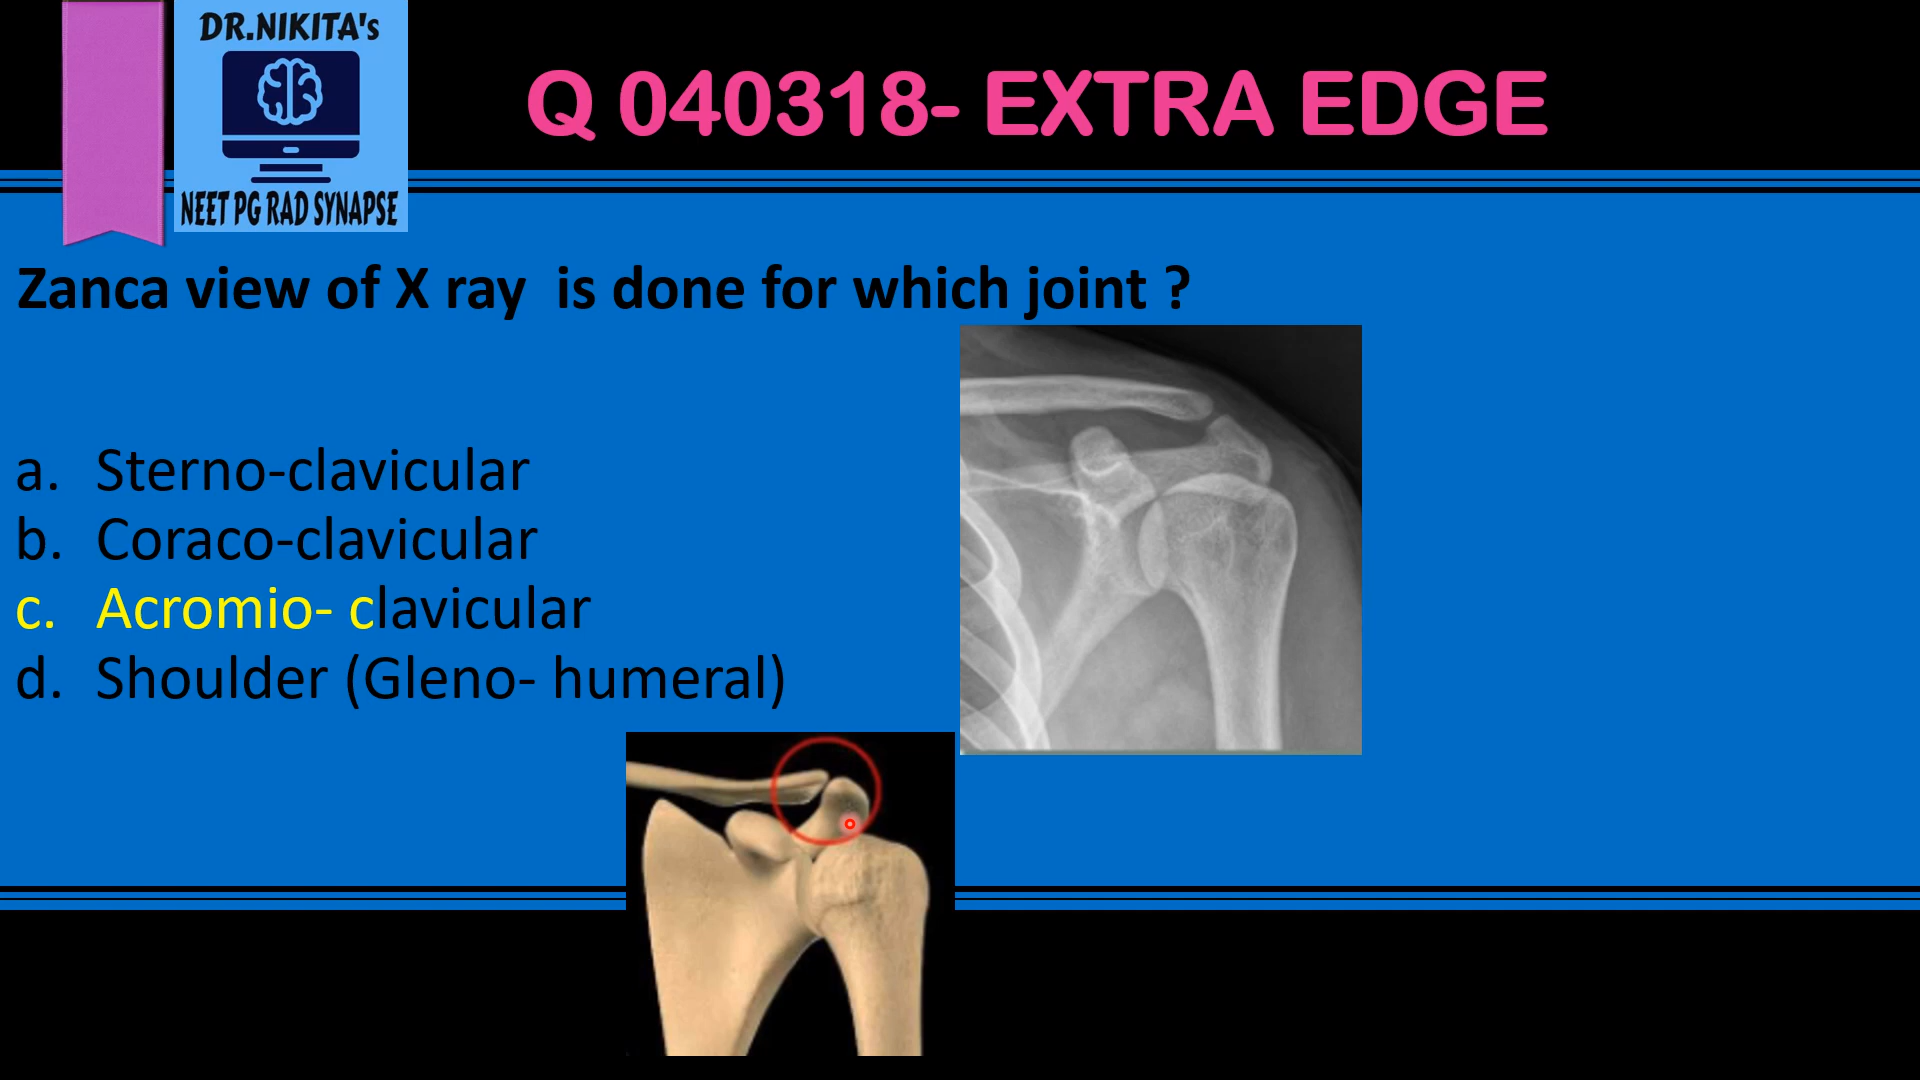 DR.NIKITA's
NEET PG RAD SYNAPSE
Q 040318- EXTRA EDGE
Zanca view of X ray is done for which joint ?
a. Sterno-clavicular
b. Coraco-clavicular
c. Acromio- clavicular
d. Shoulder (Gleno- humeral)